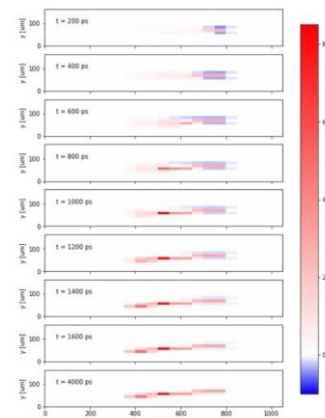 t = 200 ps
y [um]
100
0
t = 400 ps
y [um]
100
0
t = 600 ps
y [um]
100
0
t = 800 ps
y [um]
100
0
t = 1000 ps
y [um]
100
0
t = 1200 ps
y [um]
100
0
t = 1400 ps
y [um]
100
0
t = 1600 ps
y [um]
100
0
t = 4000 ps
y [um]
100
0
0 200 400 600 800 1000